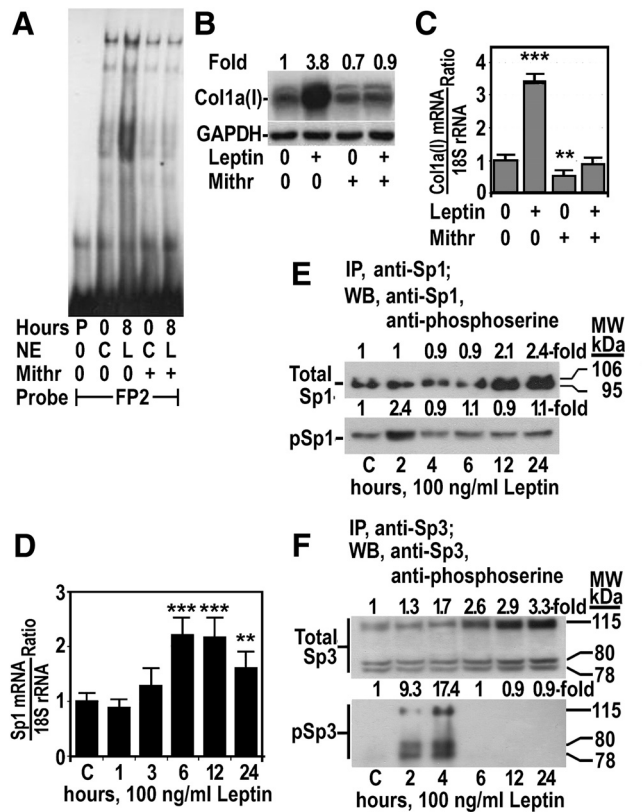 A
Hours P 0 8 0 8
NE 0 C L C L
Mithr 0 0 0 + +
Probe FP2
B
Fold 1 3.8 0.7 0.9
Col1a(I)-
GAPDH-
Leptin 0 + 0 +
Mithr 0 0 + +
C
Col1a(I) mRNA
18S rRNA
Ratio
4
3
2
1
0
***
**
Leptin 0 + 0 +
Mithr 0 0 + +
D
Sp1 mRNA
18S rRNA
Ratio
3
2
1
0
*** ***
**
C 1 3 6 12 24
hours, 100 ng/ml Leptin
E
IP, anti-Sp1;
WB, anti-Sp1,
anti-phosphoserine
MW
kDa
1 1 0.9 0.9 2.1 2.4-fold
Total
Sp1
106
95
1 2.4 0.9 1.1 0.9 1.1-fold
pSp1
C 2 4 6 12 24
hours, 100 ng/ml Leptin
F
IP, anti-Sp3;
WB, anti-Sp3,
anti-phosphoserine
MW
kDa
1 1.3 1.7 2.6 2.9 3.3-fold
Total
Sp3
115
80
78
1 9.3 17.4 1 0.9 0.9-fold
pSp3
115
80
78
C 2 4 6 12 24
hours, 100 ng/ml Leptin